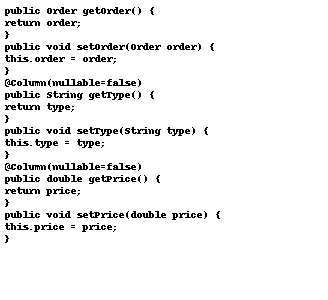 public Order getOrder() {
return order;
}
public void setOrder(Order order) {
this.order = order;
}
@Column(nullable=false)
public String getType() {
return type;
}
public void setType(String type) {
this.type = type;
}
@Column(nullable=false)
public double getPrice() {
return price;
}
public void setPrice(double price) {
this.price = price;
}